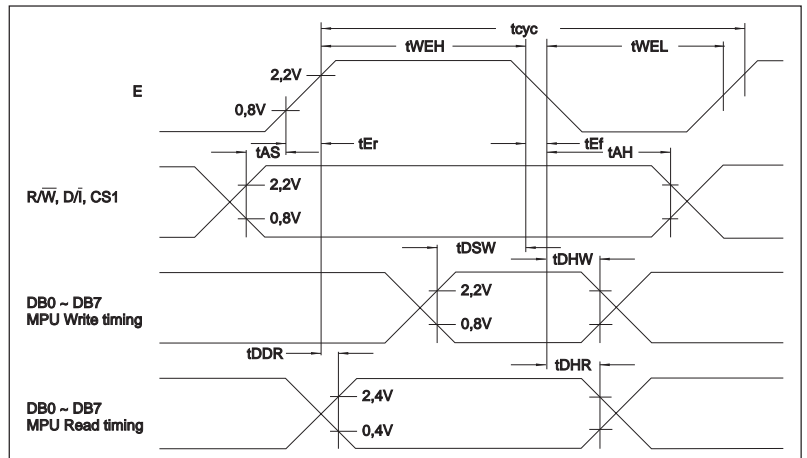 tcyc
tWEH tWEL
2,2V
E
0,8V
tEr tEf
tAS tAH
2,2V
R/W̅, D/I̅, CS1
0,8V
tDSW tDHW
2,2V
DB0 ~ DB7
MPU Write timing
0,8V
tDDR tDHR
2,4V
DB0 ~ DB7
MPU Read timing
0,4V